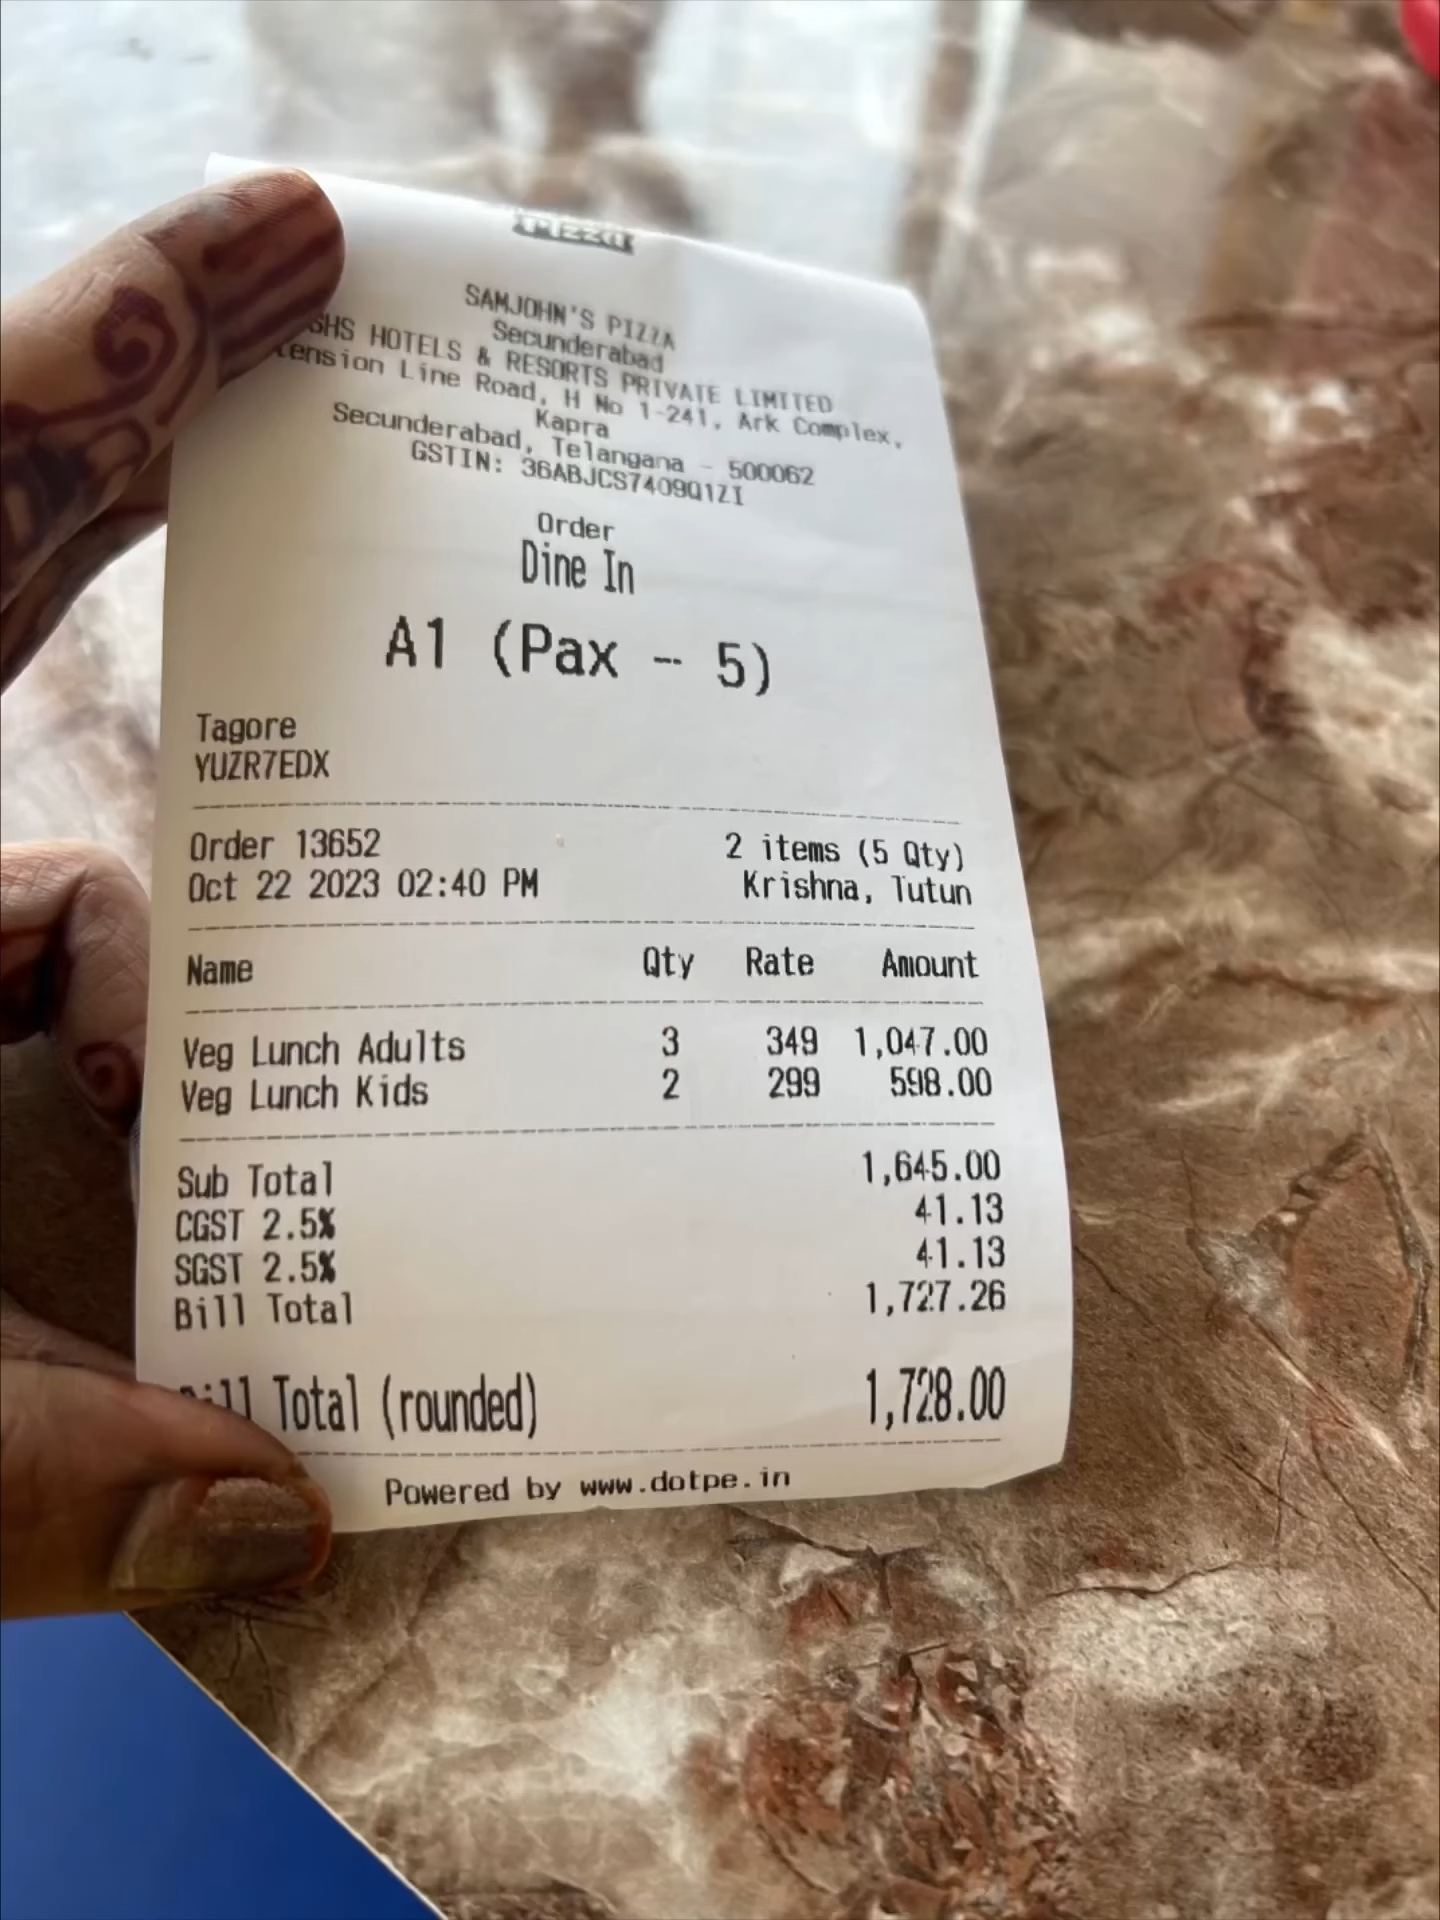 Pizza
SAMJOHN'S PIZZA
Secunderabad
SHS HOTELS & RESORTS PRIVATE LIMITED
tension Line Road, H No 1-241, Ark Complex,
Kapra
Secunderabad, Telangana - 500062
GSTIN: 36ABJCS7409Q1ZI
Order
Dine In
A1 (Pax - 5)
Tagore
YUZR7EDX
Order 13652 2 items (5 Qty)
Oct 22 2023 02:40 PM Krishna, Tutun
Name Qty Rate Amount
Veg Lunch Adults 3 349 1,047.00
Veg Lunch Kids 2 299 598.00
Sub Total 1,645.00
CGST 2.5% 41.13
SGST 2.5% 41.13
Bill Total 1,727.26
Bill Total (rounded) 1,728.00
Powered by www.dotpe.in